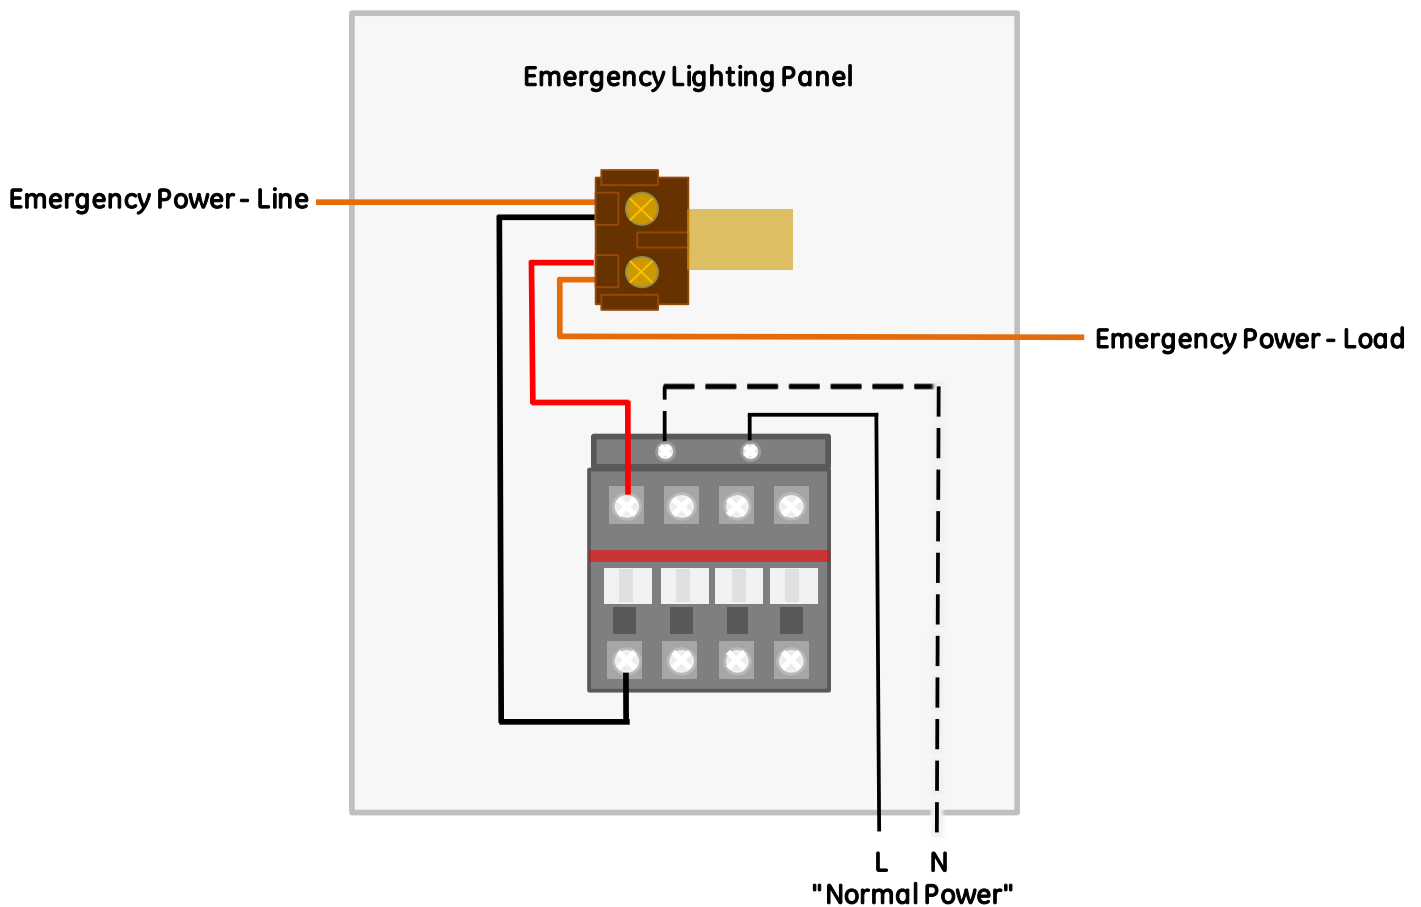 Emergency Lighting Panel
Emergency Power - Line
Emergency Power - Load
L N
"Normal Power"